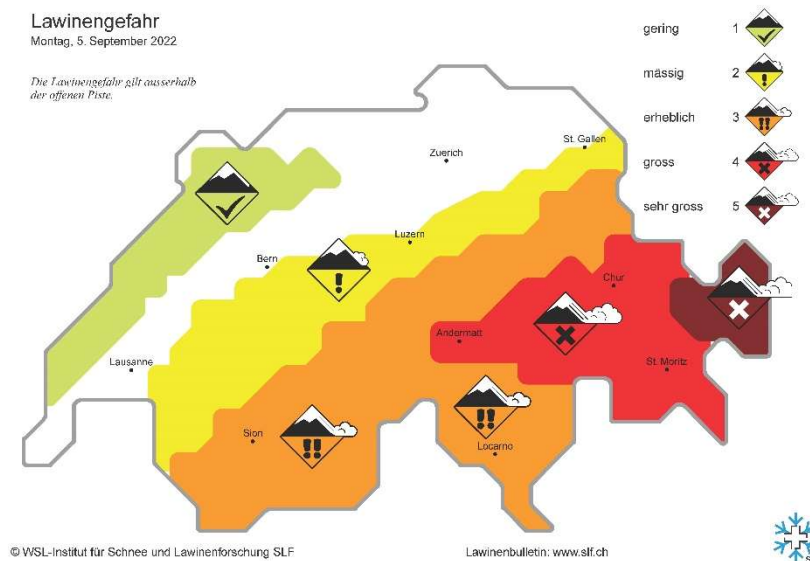 Lawinengefahr
Montag, 5. September 2022
Die Lawinengefahr gilt ausserhalb
der offenen Piste.
gering 1
mässig 2
erheblich 3
gross 4
sehr gross 5
St. Gallen
Zuerich
Luzern
Bern
Chur
Andermatt
Lausanne
St. Moritz
Sion
Locarno
© WSL-Institut für Schnee und Lawinenforschung SLF
Lawinenbulletin: www.slf.ch